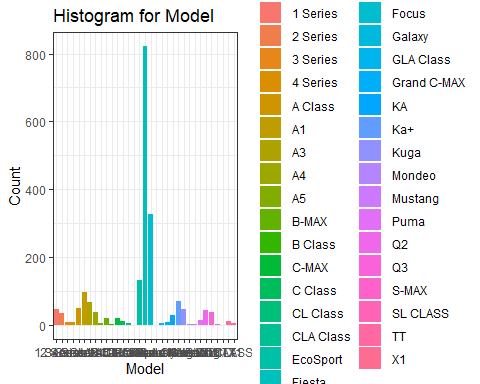 Histogram for Model
800
600
400
200
0
Count
Model
1 Series
2 Series
3 Series
4 Series
A Class
A1
A3
A4
A5
B-MAX
B Class
C-MAX
C Class
CL Class
CLA Class
EcoSport
Fiesta
Focus
Galaxy
GLA Class
Grand C-MAX
KA
Ka+
Kuga
Mondeo
Mustang
Puma
Q2
Q3
S-MAX
SL CLASS
TT
X1